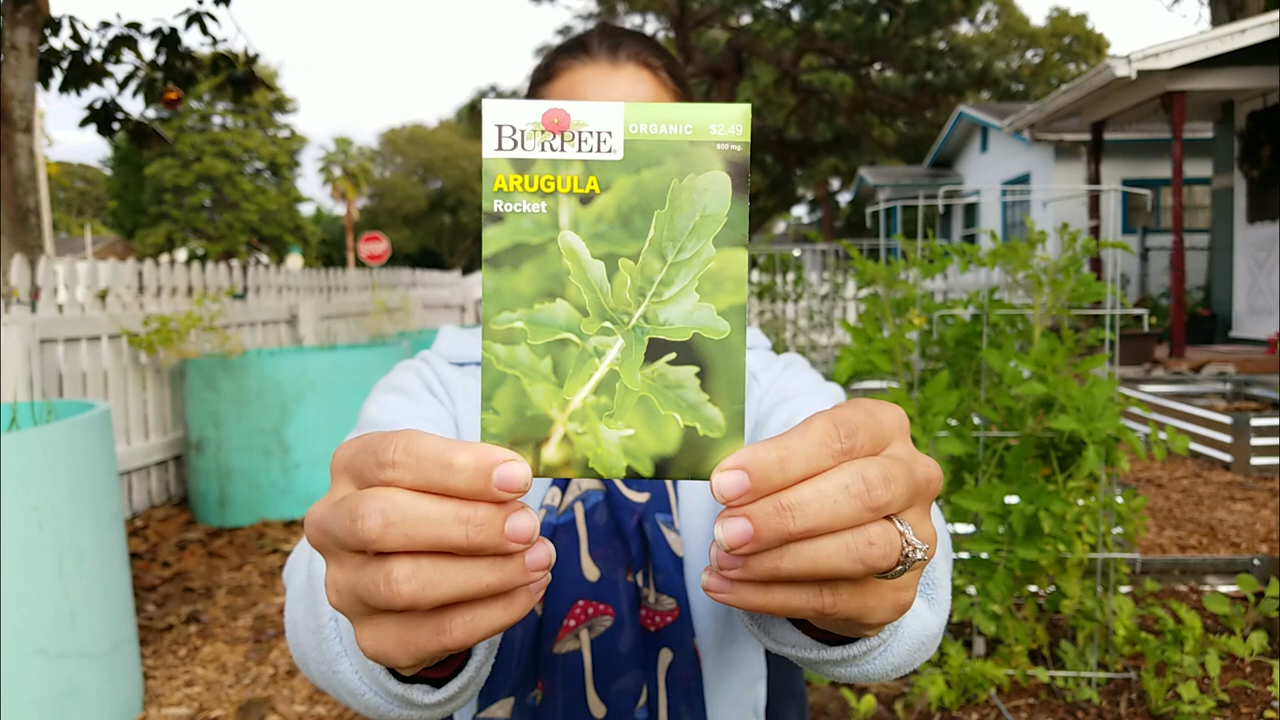 BURPEE®
ORGANIC $2.49
800 mg.
ARUGULA
Rocket
STOP